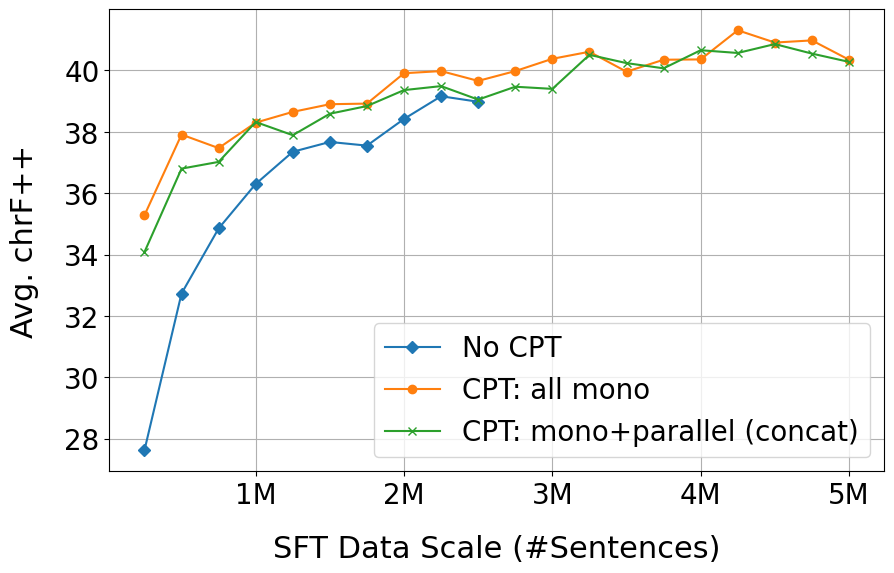 Avg. chrF++
40
38
36
34
32
30
28
No CPT
CPT: all mono
CPT: mono+parallel (concat)
1M 2M 3M 4M 5M
SFT Data Scale (#Sentences)